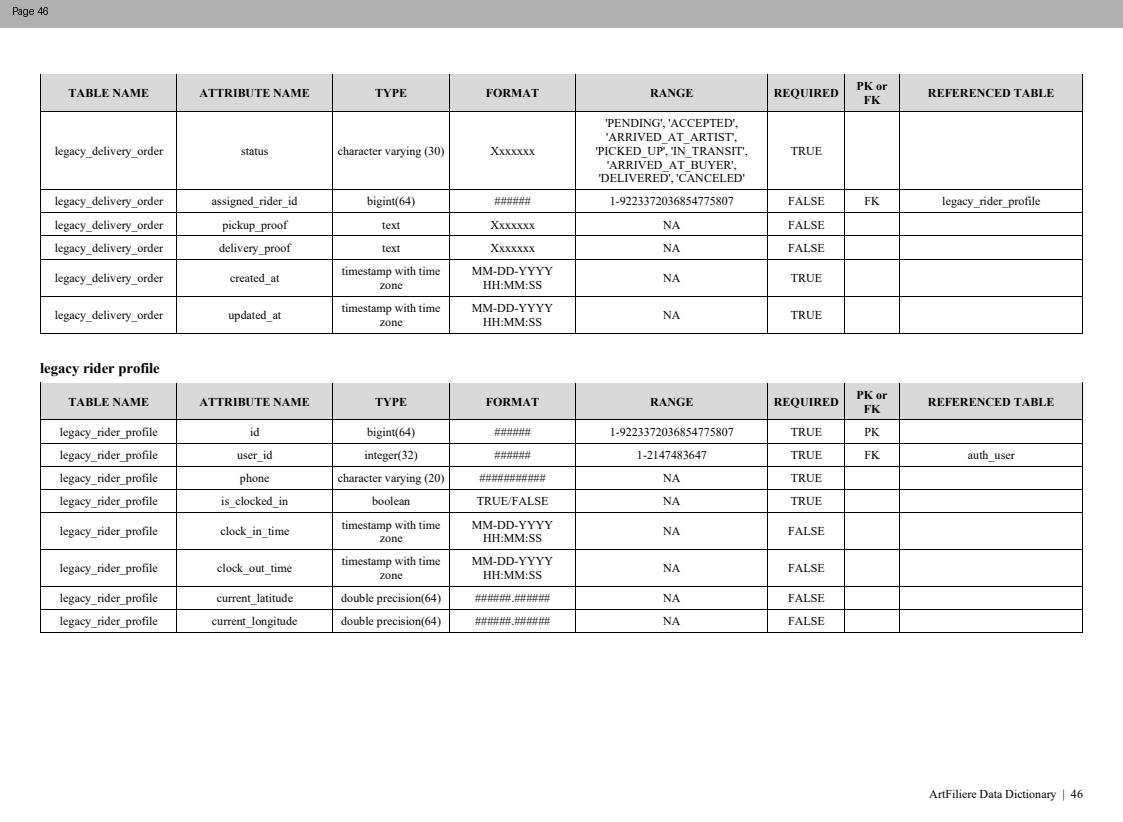 Page 46
TABLE NAME ATTRIBUTE NAME TYPE FORMAT RANGE REQUIRED PK or FK REFERENCED TABLE
legacy_delivery_order status character varying (30) Xxxxxxx 'PENDING', 'ACCEPTED',
'ARRIVED_AT_ARTIST',
'PICKED_UP', 'IN_TRANSIT',
'ARRIVED_AT_BUYER',
'DELIVERED', 'CANCELED' TRUE
legacy_delivery_order assigned_rider_id bigint(64) ###### 1-9223372036854775807 FALSE FK legacy_rider_profile
legacy_delivery_order pickup_proof text Xxxxxxx NA FALSE
legacy_delivery_order delivery_proof text Xxxxxxx NA FALSE
legacy_delivery_order created_at timestamp with time zone MM-DD-YYYY HH:MM:SS NA TRUE
legacy_delivery_order updated_at timestamp with time zone MM-DD-YYYY HH:MM:SS NA TRUE
legacy rider profile
TABLE NAME ATTRIBUTE NAME TYPE FORMAT RANGE REQUIRED PK or FK REFERENCED TABLE
legacy_rider_profile id bigint(64) ###### 1-9223372036854775807 TRUE PK
legacy_rider_profile user_id integer(32) ###### 1-2147483647 TRUE FK auth_user
legacy_rider_profile phone character varying (20) ########### NA TRUE
legacy_rider_profile is_clocked_in boolean TRUE/FALSE NA TRUE
legacy_rider_profile clock_in_time timestamp with time zone MM-DD-YYYY HH:MM:SS NA FALSE
legacy_rider_profile clock_out_time timestamp with time zone MM-DD-YYYY HH:MM:SS NA FALSE
legacy_rider_profile current_latitude double precision(64) ######.###### NA FALSE
legacy_rider_profile current_longitude double precision(64) ######.###### NA FALSE
ArtFiliere Data Dictionary | 46